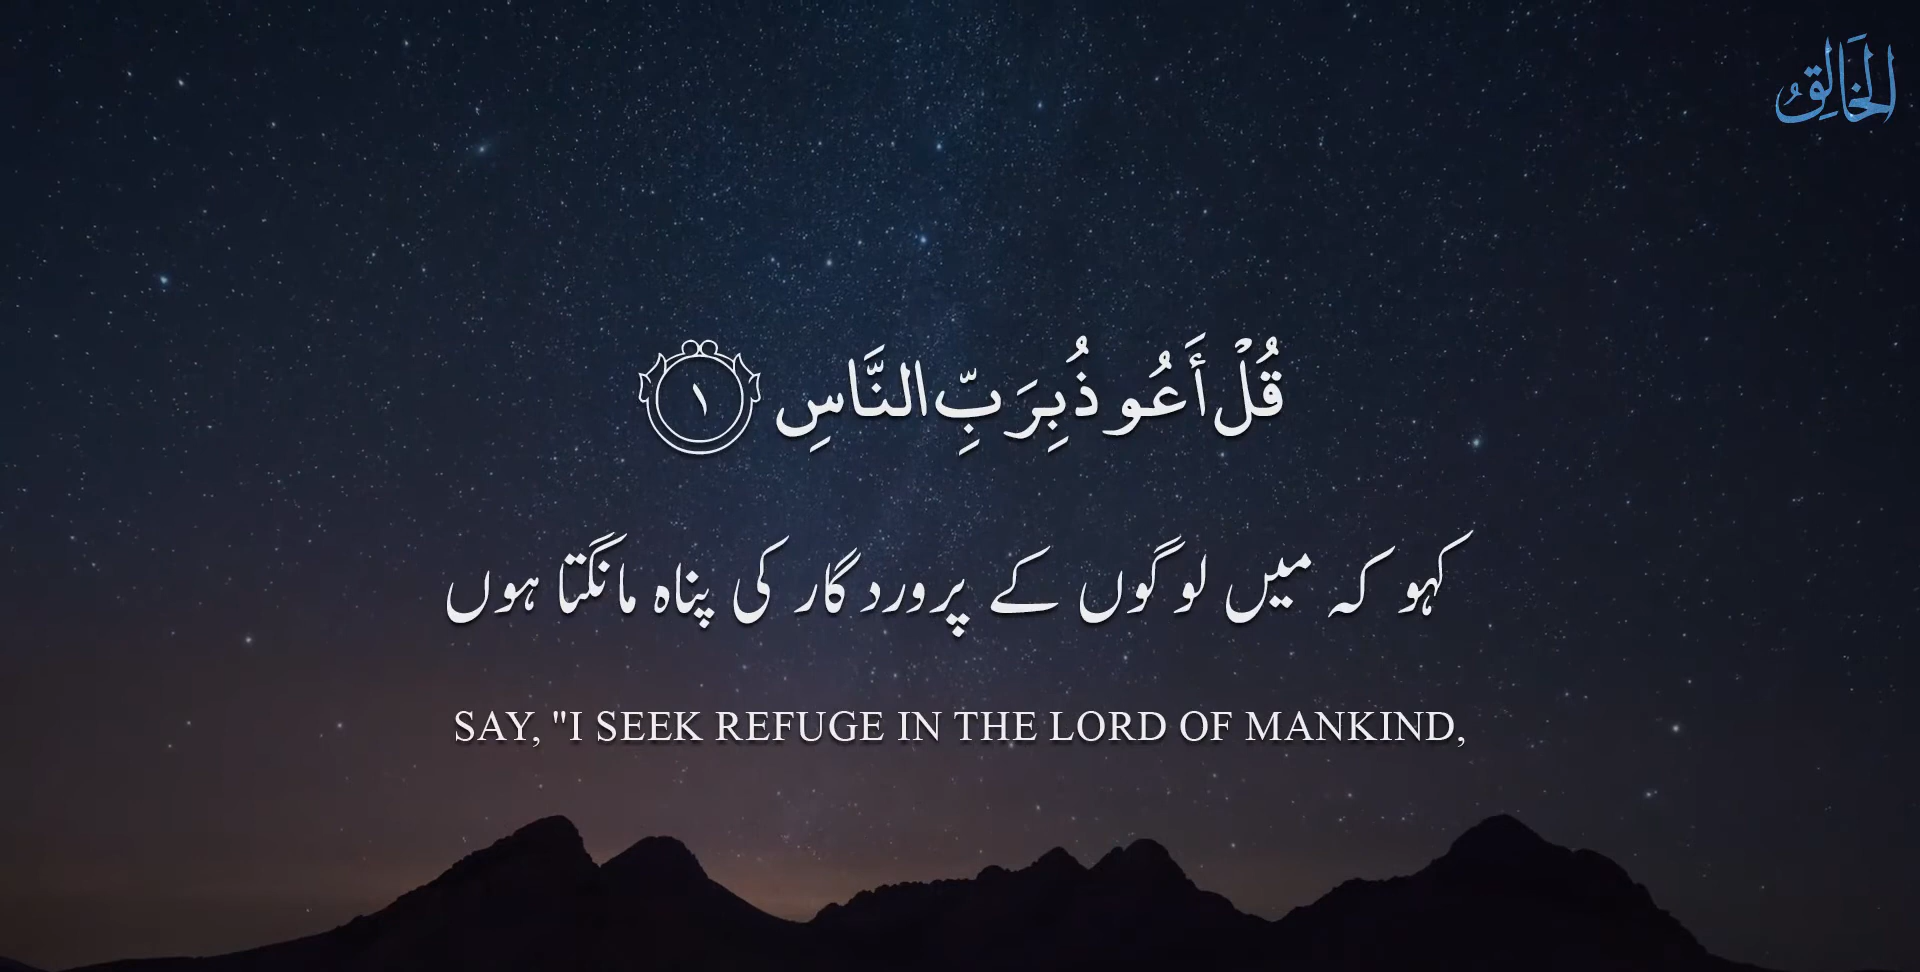 الخَالِقُ
قُلْ أَعُوذُ بِرَبِّ النَّاسِ ١
کہو کہ میں لوگوں کے پروردگار کی پناہ مانگتا ہوں
SAY, "I SEEK REFUGE IN THE LORD OF MANKIND,